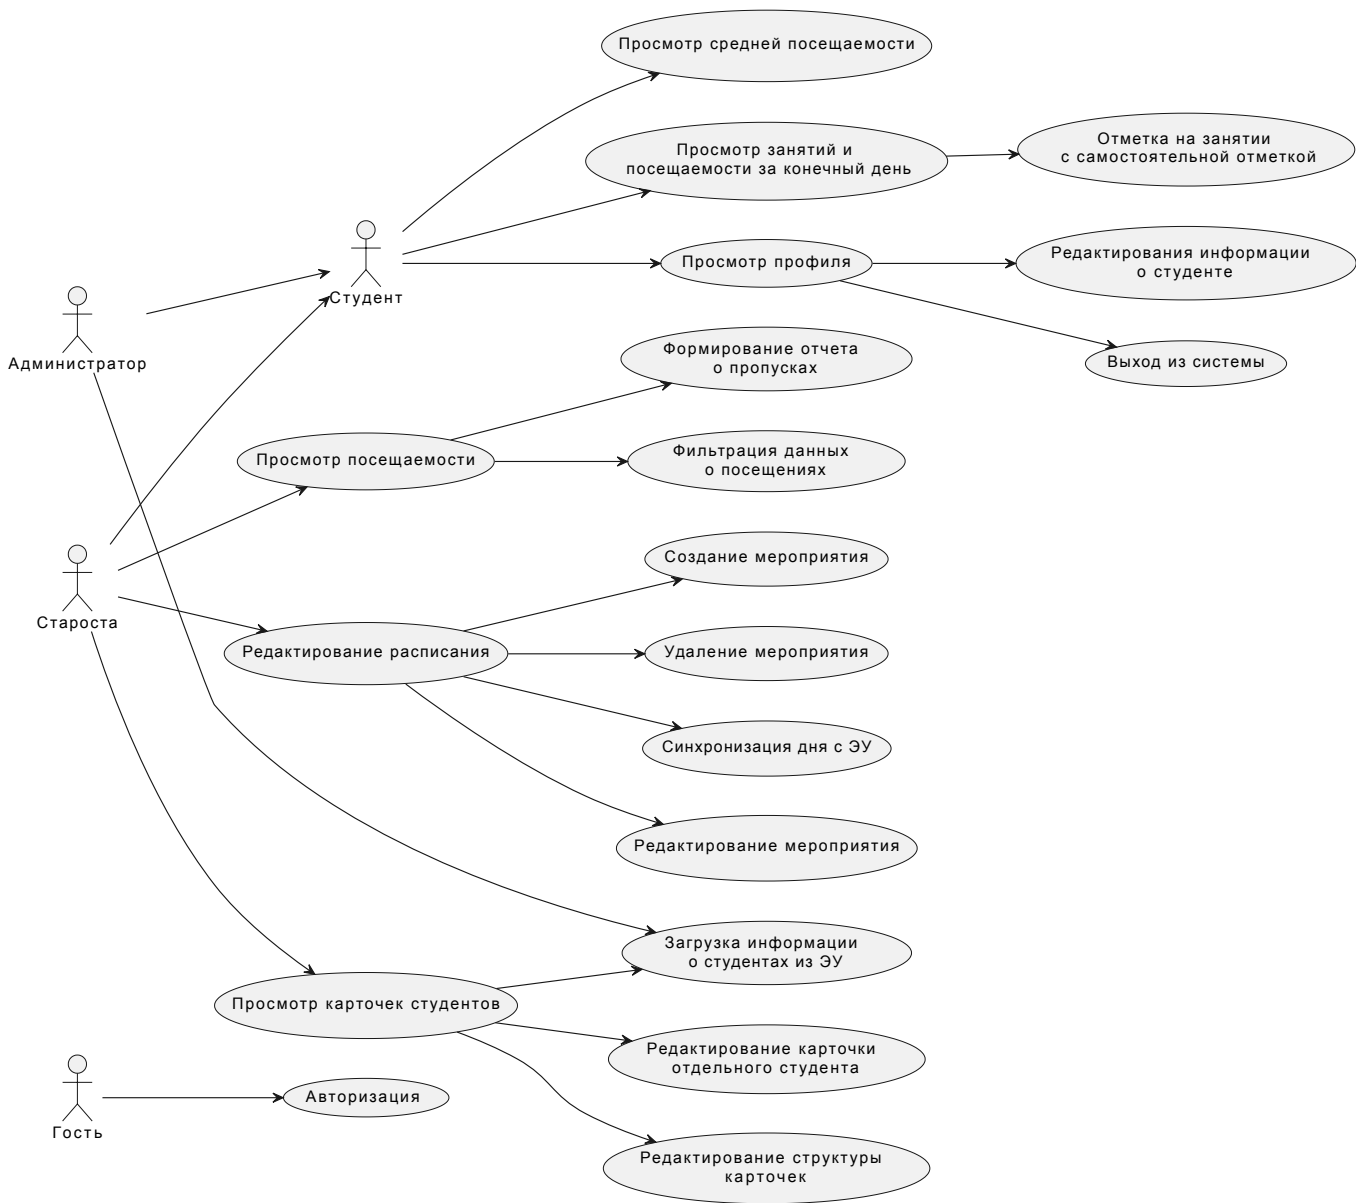 Просмотр средней посещаемости
Просмотр занятий и
посещаемости за конечный день
Отметка на занятии
с самостоятельной отметкой
Просмотр профиля
Редактирования информации
о студенте
Студент
Администратор
Формирование отчета
о пропусках
Выход из системы
Просмотр посещаемости
Фильтрация данных
о посещениях
Создание мероприятия
Староста
Редактирование расписания
Удаление мероприятия
Синхронизация дня с ЭУ
Редактирование мероприятия
Загрузка информации
о студентах из ЭУ
Просмотр карточек студентов
Редактирование карточки
отдельного студента
Авторизация
Гость
Редактирование структуры
карточек